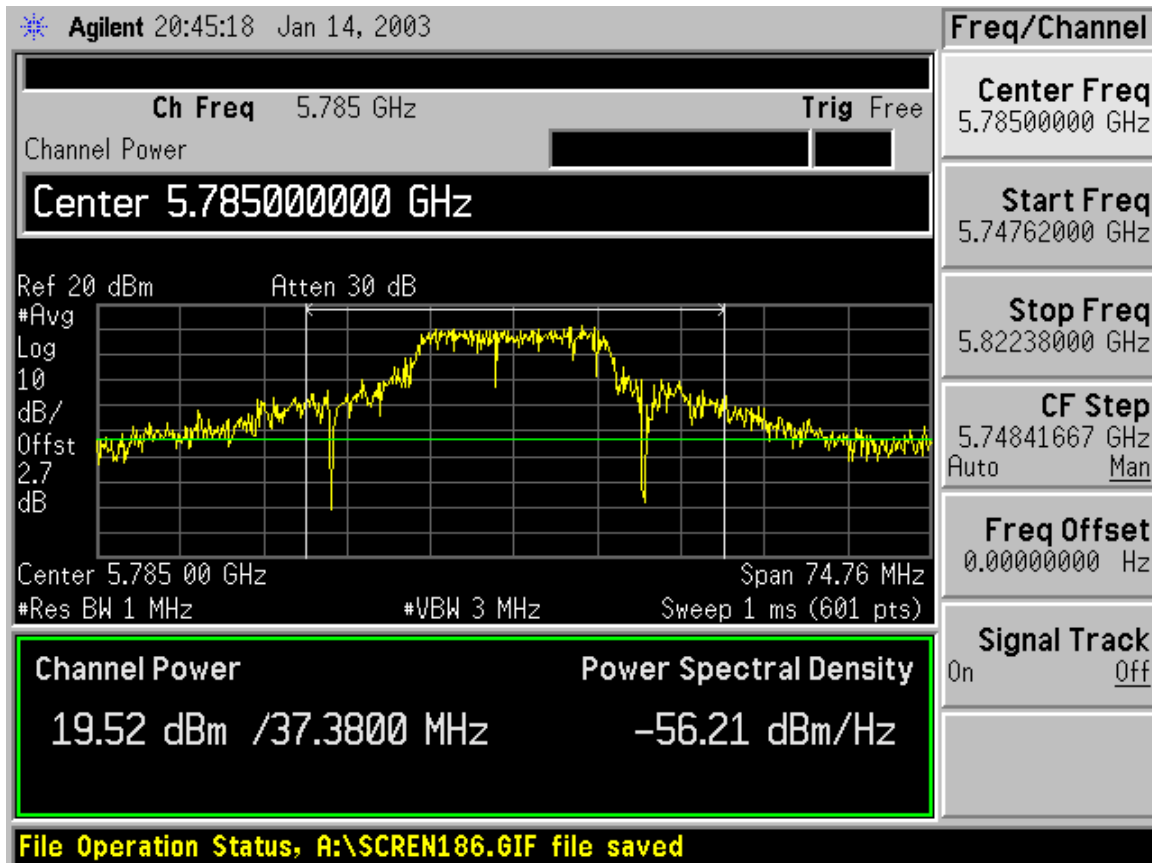 Agilent 20:45:18 Jan 14, 2003
Freq/Channel
Ch Freq 5.785 GHz Trig Free
Channel Power
Center 5.785000000 GHz
Ref 20 dBm Atten 30 dB
#Avg
Log
10
dB/
Offst
2.7
dB
Center 5.785 00 GHz Span 74.76 MHz
#Res BW 1 MHz #VBW 3 MHz Sweep 1 ms (601 pts)
Channel Power Power Spectral Density
19.52 dBm /37.3800 MHz -56.21 dBm/Hz
File Operation Status, A:\SCREN186.GIF file saved
Center Freq
5.78500000 GHz
Start Freq
5.74762000 GHz
Stop Freq
5.82238000 GHz
CF Step
5.74841667 GHz
Auto Man
Freq Offset
0.00000000 Hz
Signal Track
On Off